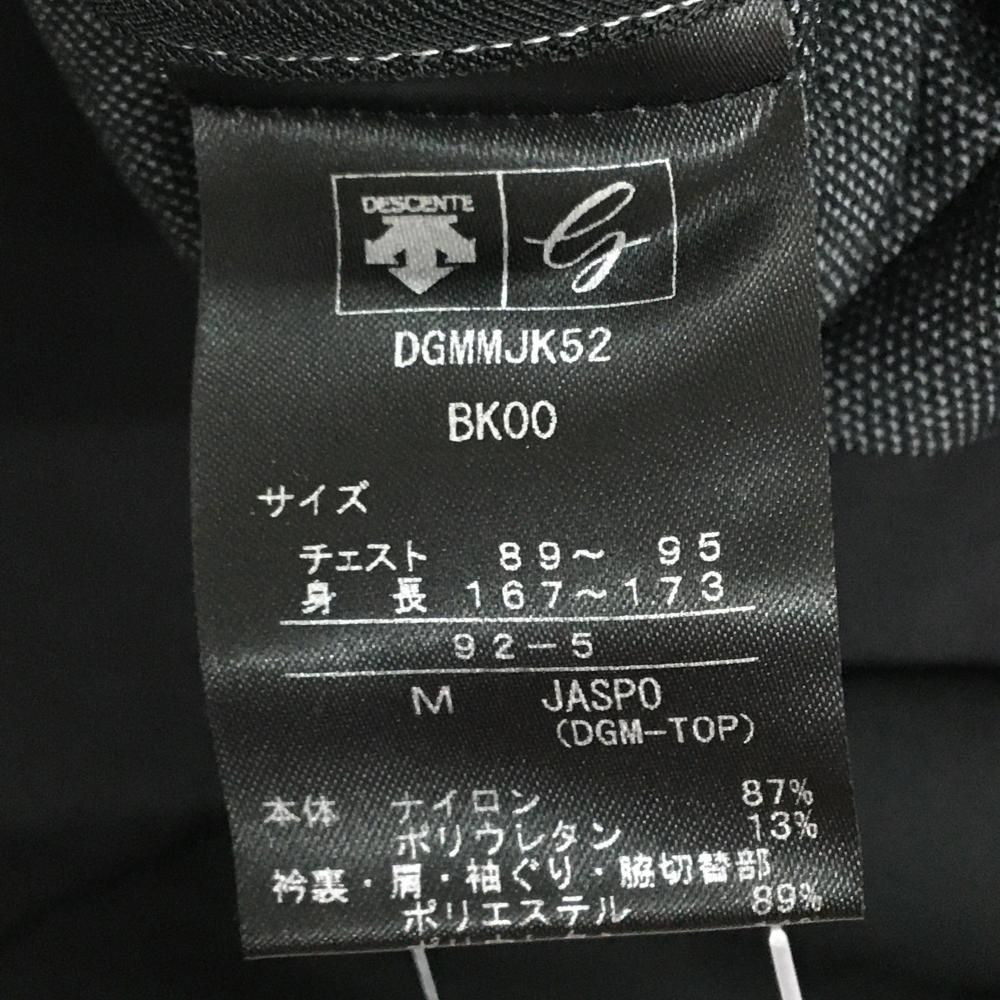 DESCENTE G
DGMMJK52
BK00
サイズ
チェスト 89～ 95
身 長 167～173
92-5
M JASPO
(DGM-TOP)
本体 ナイロン 87%
ポリウレタン 13%
衿裏・肩・袖ぐり・脇切替部
ポリエステル 89%